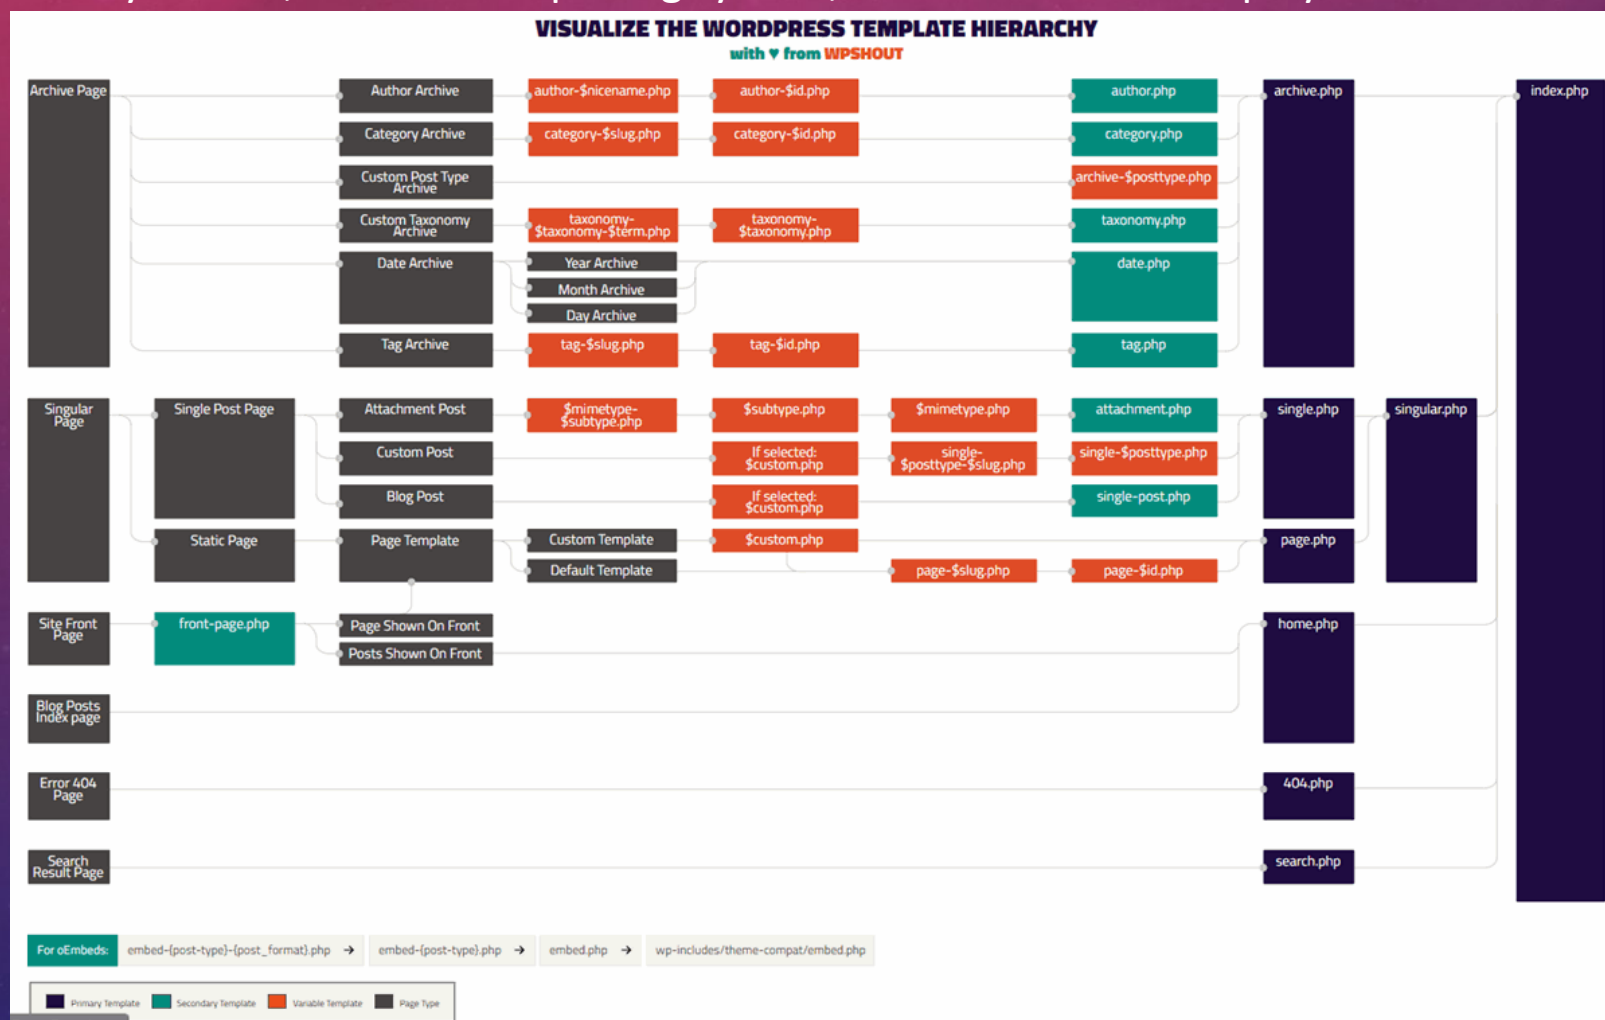 VISUALIZE THE WORDPRESS TEMPLATE HIERARCHY
with ♥ from WPSHOUT
Archive Page
Author Archive
author-$nicename.php
author-$id.php
author.php
archive.php
index.php
Category Archive
category-$slug.php
category-$id.php
category.php
Custom Post Type
Archive
archive-$posttype.php
Custom Taxonomy
Archive
taxonomy-
$taxonomy-$term.php
taxonomy-
$taxonomy.php
taxonomy.php
Date Archive
Year Archive
Month Archive
Day Archive
date.php
Tag Archive
tag-$slug.php
tag-$id.php
tag.php
Singular
Page
Single Post Page
Attachment Post
$mimetype-
$subtype.php
$subtype.php
$mimetype.php
attachment.php
single.php
singular.php
Custom Post
If selected:
$custom.php
single-
$posttype-$slug.php
single-$posttype.php
Blog Post
If selected:
$custom.php
single-post.php
Static Page
Page Template
Custom Template
$custom.php
page.php
Default Template
page-$slug.php
page-$id.php
Site Front
Page
front-page.php
Page Shown On Front
Posts Shown On Front
home.php
Blog Posts
Index page
Error 404
Page
404.php
Search
Result Page
search.php
For oEmbeds:
embed-{post-type}-{post_format}.php →
embed-{post-type}.php →
embed.php →
wp-includes/theme-compat/embed.php
Primary Template
Secondary Template
Variable Template
Page Type